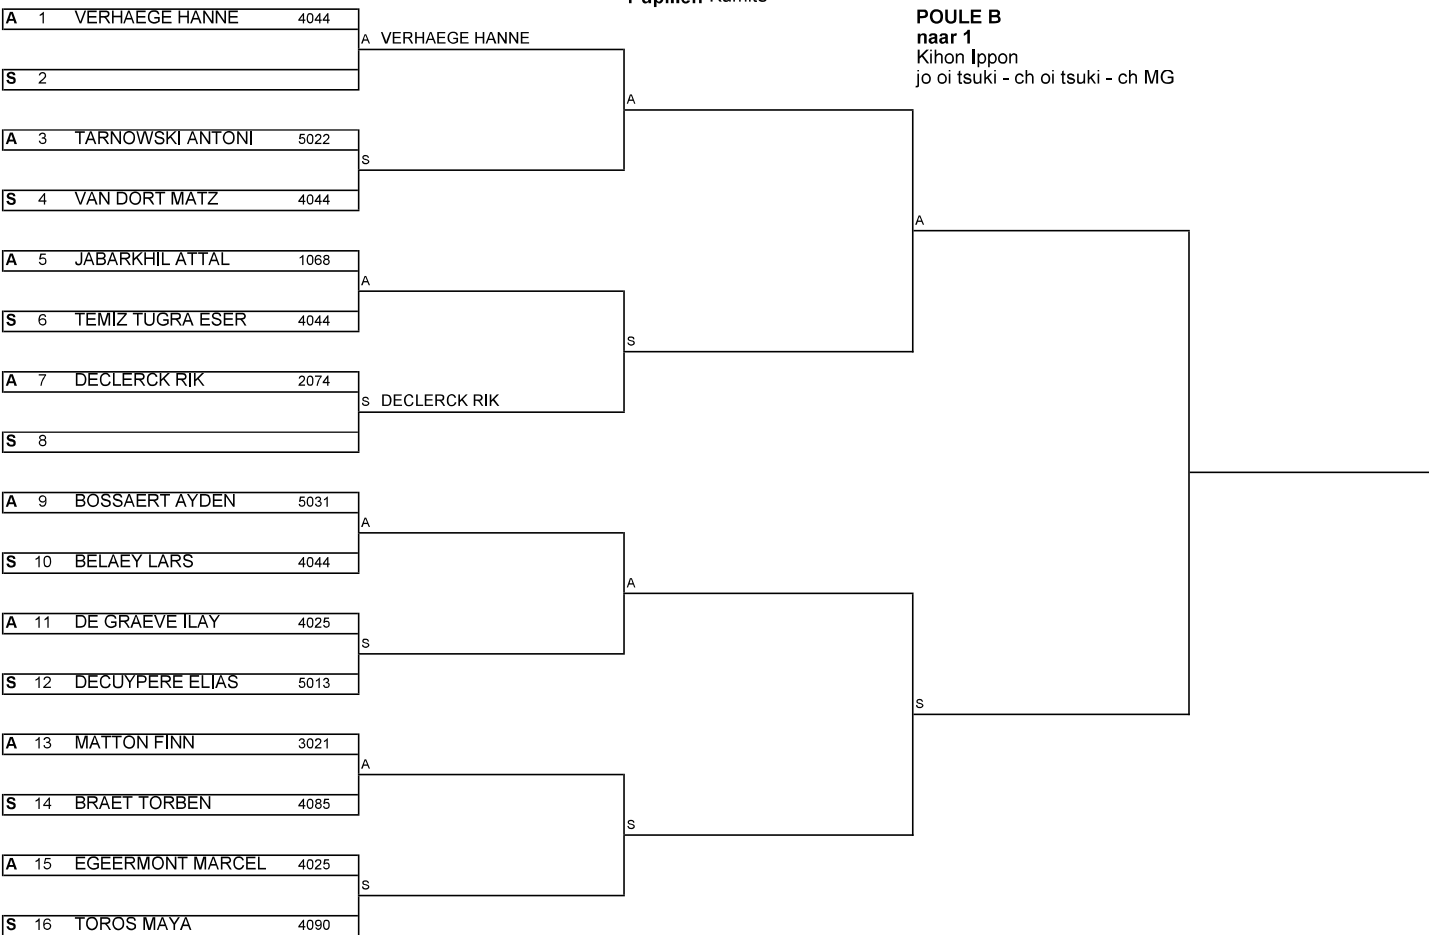 A 1 VERHAEGE HANNE 4044
A VERHAEGE HANNE
S 2
A
A 3 TARNOWSKI ANTONI 5022
S
S 4 VAN DORT MATZ 4044
A
A 5 JABARKHIL ATTAL 1068
A
S 6 TEMIZ TUGRA ESER 4044
S
A 7 DECLERCK RIK 2074
S DECLERCK RIK
S 8
A 9 BOSSAERT AYDEN 5031
A
S 10 BELAEY LARS 4044
A
A 11 DE GRAEVE ILAY 4025
S
S 12 DECUYPERE ELIAS 5013
S
A 13 MATTON FINN 3021
A
S 14 BRAET TORBEN 4085
S
A 15 EGEERMONT MARCEL 4025
S
S 16 TOROS MAYA 4090
POULE B
naar 1
Kihon Ippon
jo oi tsuki - ch oi tsuki - ch MG